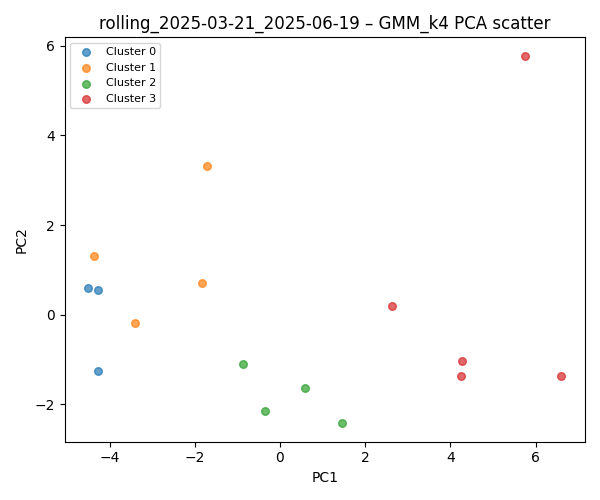 rolling_2025-03-21_2025-06-19 – GMM_k4 PCA scatter
Cluster 0
Cluster 1
Cluster 2
Cluster 3
6
4
2
0
−2
PC2
−4
−2
0
2
4
6
PC1